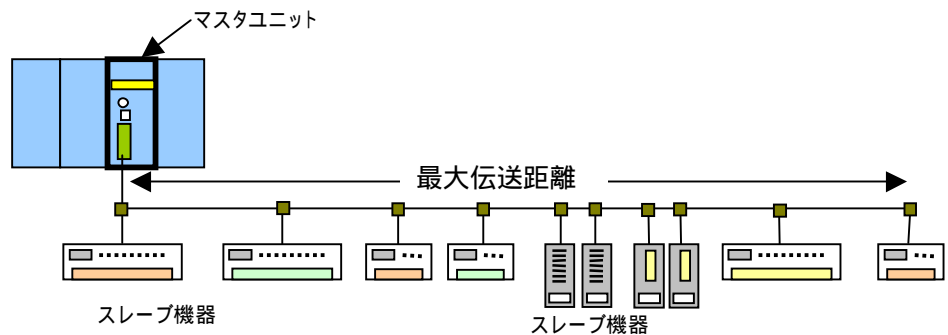 マスタユニット
最大伝送距離
スレーブ機器
スレーブ機器